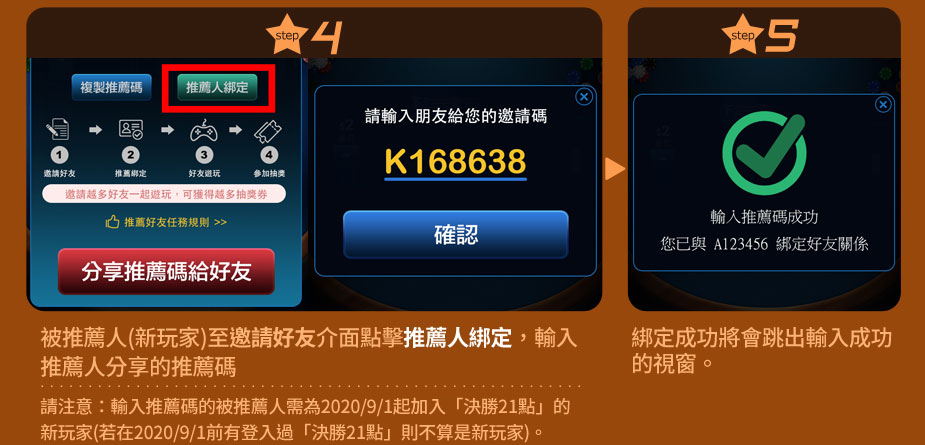 step 4
複製推薦碼
推薦人綁定
1
2
3
4
邀請好友
推薦綁定
好友遊玩
參加抽獎
邀請越多好友一起遊玩，可獲得越多抽獎券
推薦好友任務規則 >>
分享推薦碼給好友
請輸入朋友給您的邀請碼
K168638
確認
被推薦人(新玩家)至邀請好友介面點擊推薦人綁定，輸入
推薦人分享的推薦碼
請注意：輸入推薦碼的被推薦人需為2020/9/1起加入「決勝21點」的
新玩家(若在2020/9/1前有登入過「決勝21點」則不算是新玩家)。
step 5
輸入推薦碼成功
您已與 A123456 綁定好友關係
綁定成功將會跳出輸入成功
的視窗。